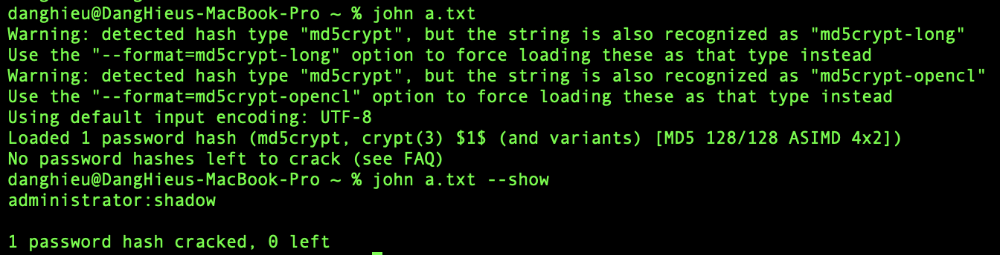 danghieu@DangHieus-MacBook-Pro ~ % john a.txt
Warning: detected hash type "md5crypt", but the string is also recognized as "md5crypt-long"
Use the "--format=md5crypt-long" option to force loading these as that type instead
Warning: detected hash type "md5crypt", but the string is also recognized as "md5crypt-opencl"
Use the "--format=md5crypt-opencl" option to force loading these as that type instead
Using default input encoding: UTF-8
Loaded 1 password hash (md5crypt, crypt(3) $1$ (and variants) [MD5 128/128 ASIMD 4x2])
No password hashes left to crack (see FAQ)
danghieu@DangHieus-MacBook-Pro ~ % john a.txt --show
administrator:shadow
1 password hash cracked, 0 left